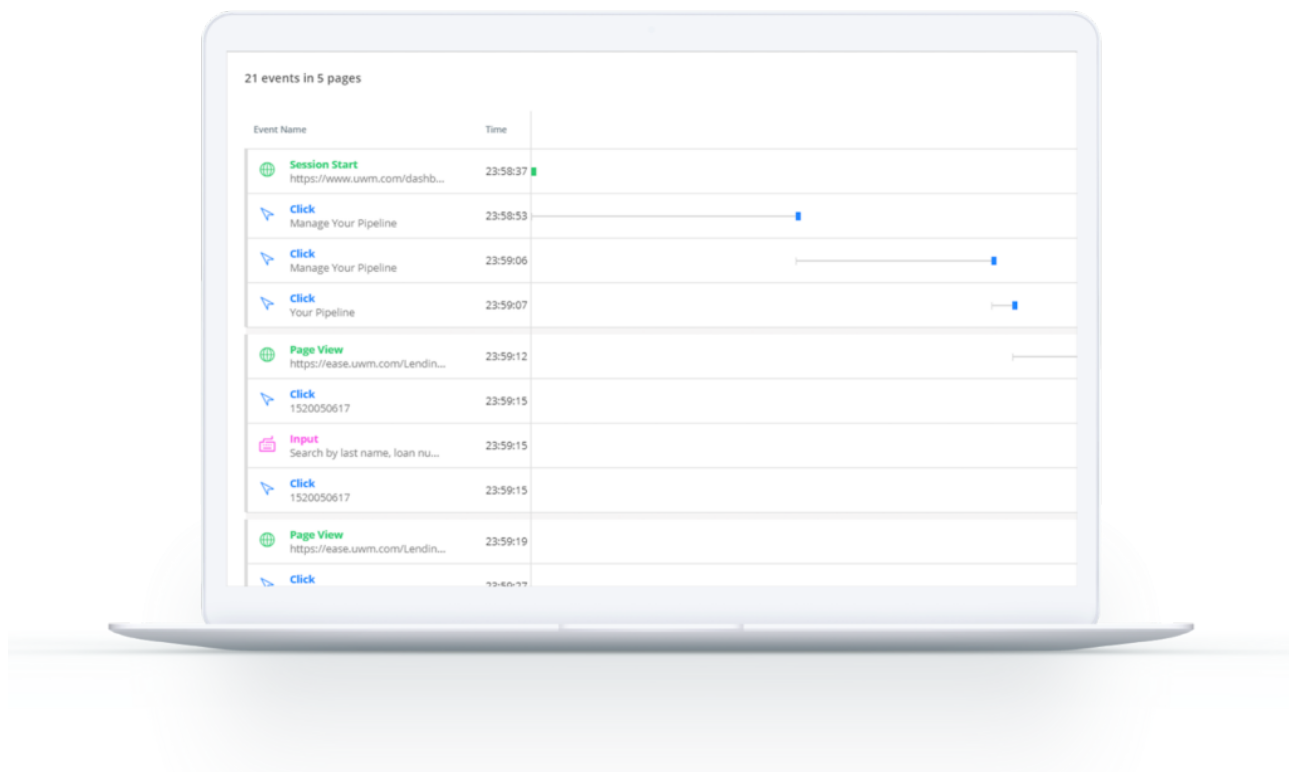 21 events in 5 pages
Event Name Time
Session Start
https://www.uwm.com/dashb...
23:58:37
Click
Manage Your Pipeline
23:58:53
Click
Manage Your Pipeline
23:59:06
Click
Your Pipeline
23:59:07
Page View
https://ease.uwm.com/Lendin...
23:59:12
Click
1520050617
23:59:15
Input
Search by last name, loan nu...
23:59:15
Click
1520050617
23:59:15
Page View
https://ease.uwm.com/Lendin...
23:59:19
Click
23:59:27